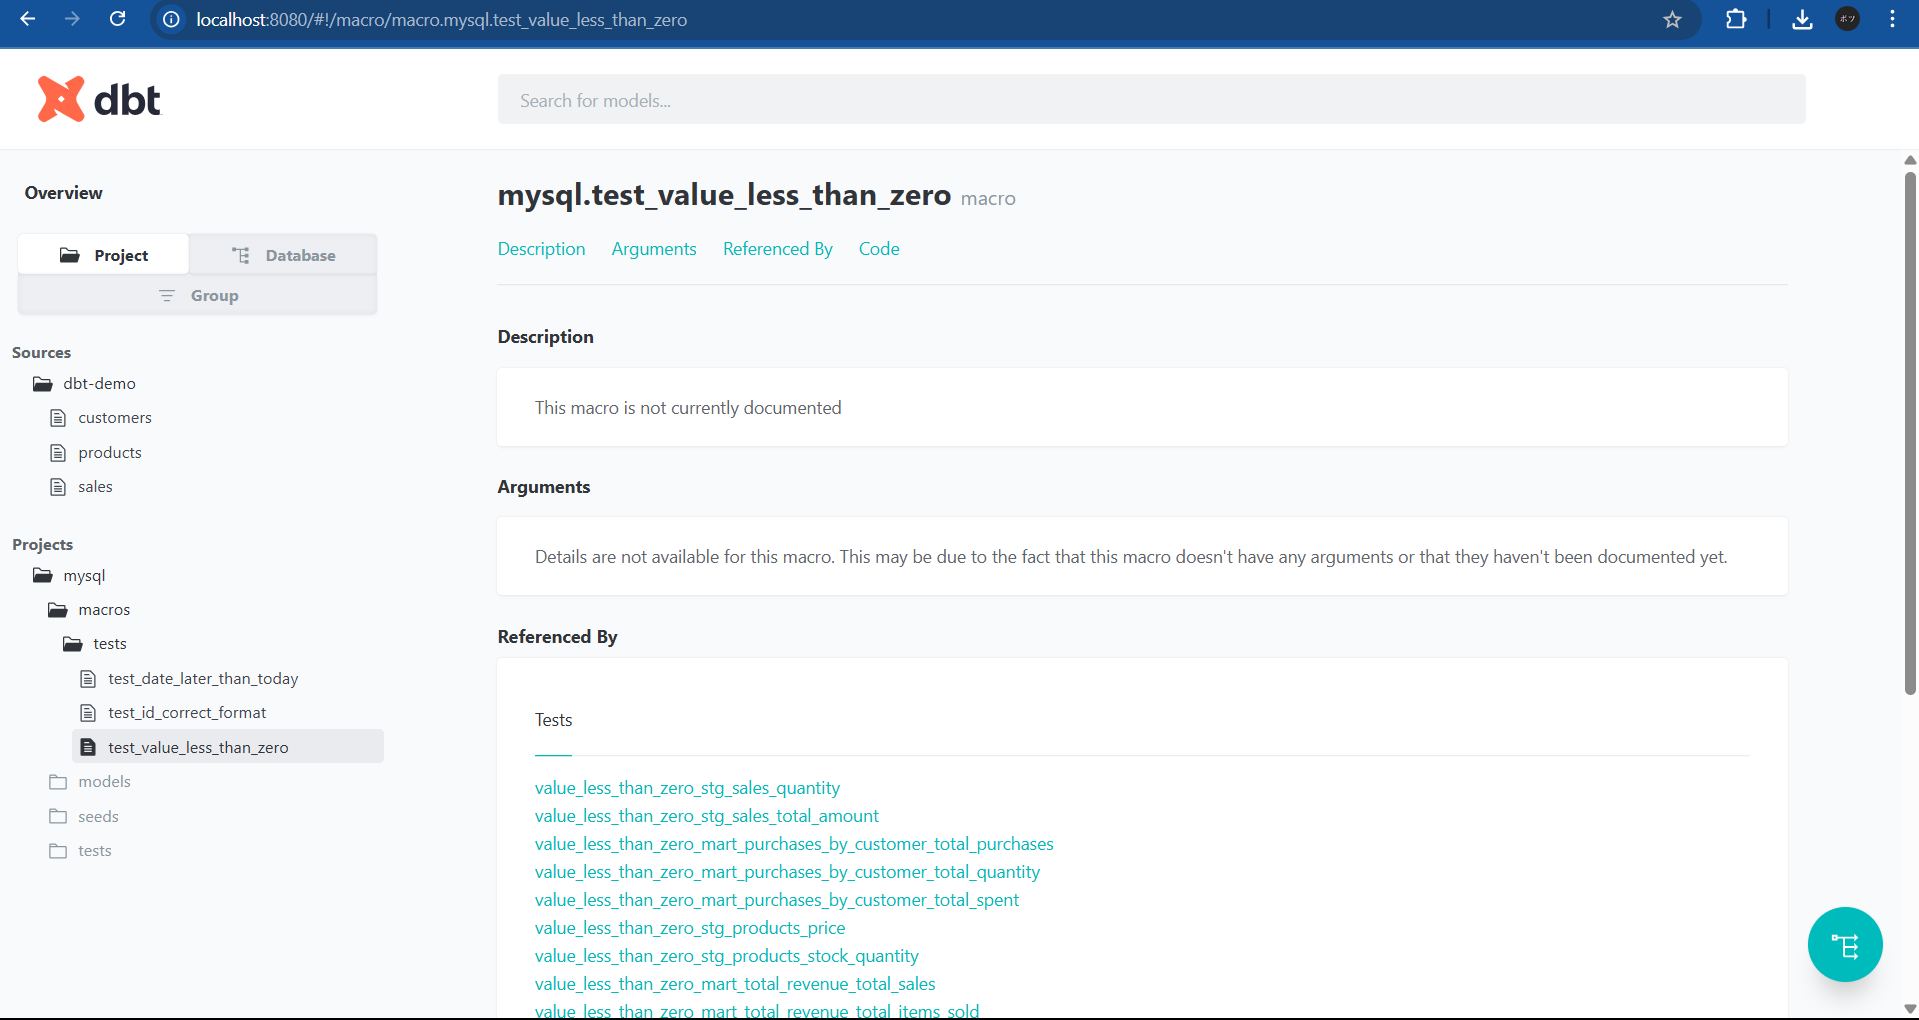 localhost:8080/#!/macro/macro.mysql.test_value_less_than_zero
dbt
Search for models...
Overview
Project
Database
Group
Sources
dbt-demo
customers
products
sales
Projects
mysql
macros
tests
test_date_later_than_today
test_id_correct_format
test_value_less_than_zero
models
seeds
tests
mysql.test_value_less_than_zero macro
Description Arguments Referenced By Code
Description
This macro is not currently documented
Arguments
Details are not available for this macro. This may be due to the fact that this macro doesn't have any arguments or that they haven't been documented yet.
Referenced By
Tests
value_less_than_zero_stg_sales_quantity
value_less_than_zero_stg_sales_total_amount
value_less_than_zero_mart_purchases_by_customer_total_purchases
value_less_than_zero_mart_purchases_by_customer_total_quantity
value_less_than_zero_mart_purchases_by_customer_total_spent
value_less_than_zero_stg_products_price
value_less_than_zero_stg_products_stock_quantity
value_less_than_zero_mart_total_revenue_total_sales
value_less_than_zero_mart_total_revenue_total_items_sold